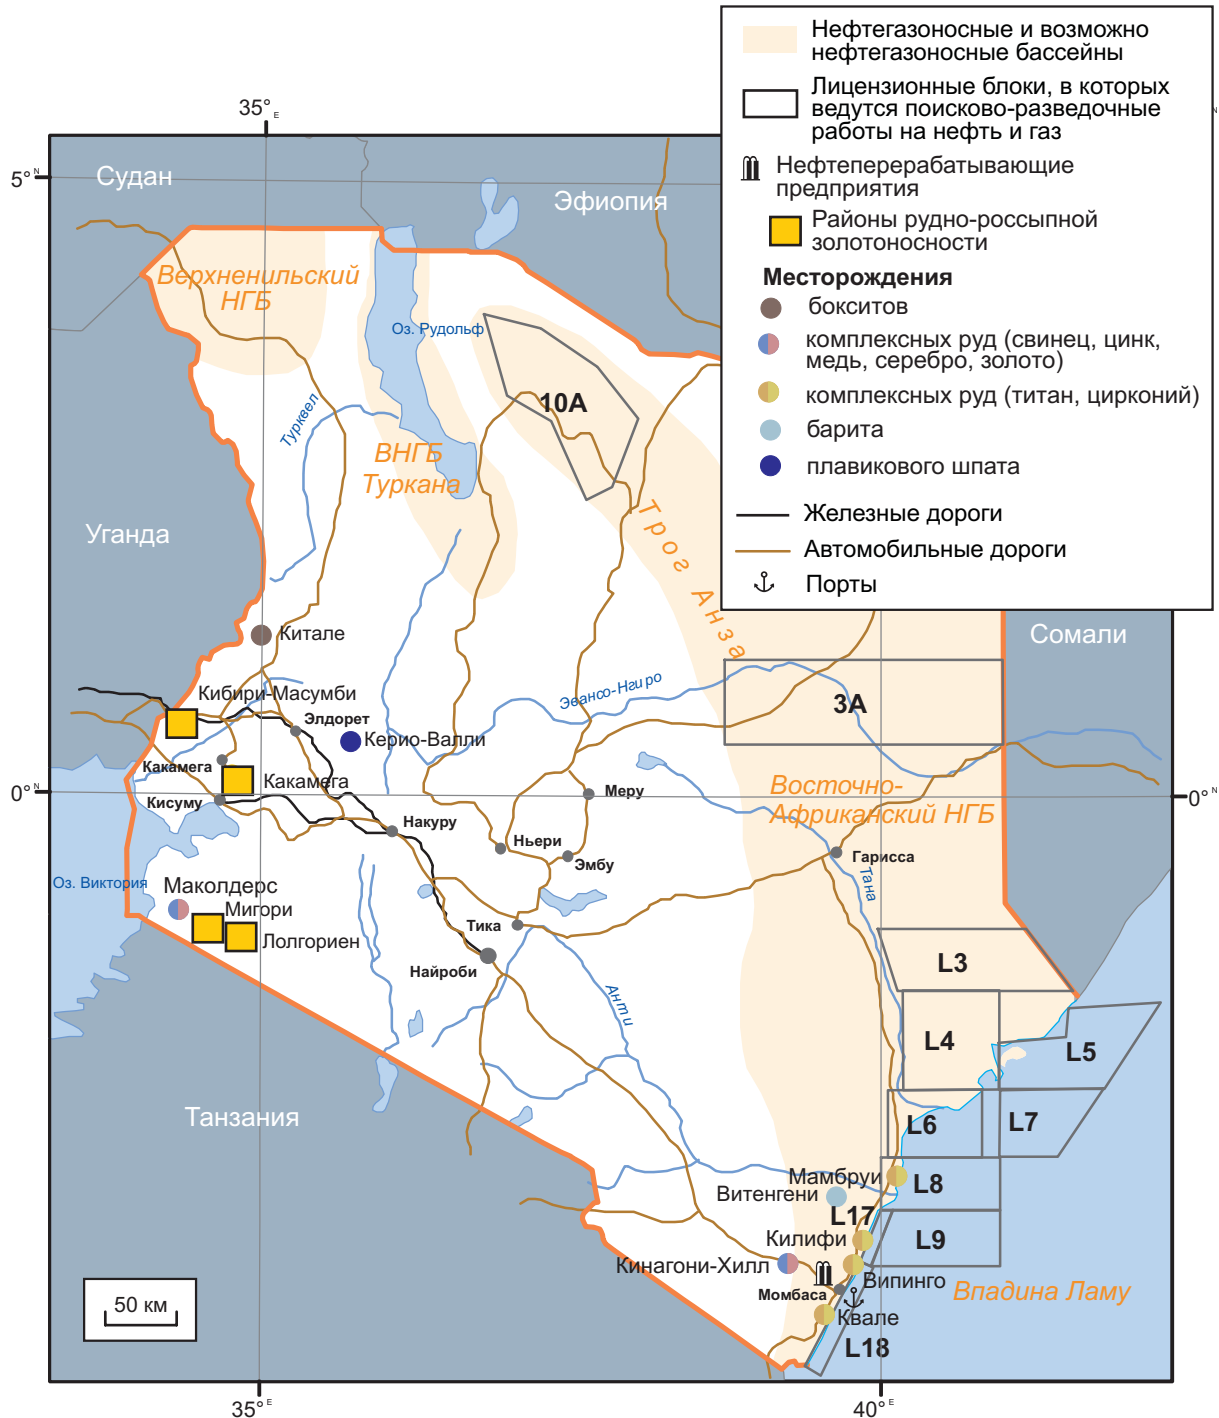 Нефтегазоносные и возможно
нефтегазоносные бассейны
Лицензионные блоки, в которых
ведутся поисково-разведочные
работы на нефть и газ
Нефтеперерабатывающие
предприятия
Районы рудно-россыпной
золотоносности
Месторождения
бокситов
комплексных руд (свинец, цинк,
медь, серебро, золото)
комплексных руд (титан, цирконий)
барита
плавикового шпата
Железные дороги
Автомобильные дороги
Порты
35° E
N
5° N
Судан
Эфиопия
Верхненильский
НГБ
Оз. Рудольф
10A
Турквел
ВНГБ
Туркана
Трог Анза
Уганда
Сомали
Китале
Эвансо-Нгиро
Кибири-Масумби
3A
Элдорет
Керио-Валли
Какамега
Какамега
0° N
Кисуму
Меру
Восточно-
Африканский НГБ
0° N
Накуру
Ньери
Эмбу
Гарисса
Тана
Оз. Виктория
Маколдерс
Мигори
Лолгориен
Тика
Найроби
L3
Анти
L4
L5
Танзания
L6
L7
Мамбруи
L8
Витенгени
L17
Килифи
L9
Кинагони-Хилл
Випинго
Момбаса
Впадина Ламу
50 км
Квале
L18
35° E
40° E